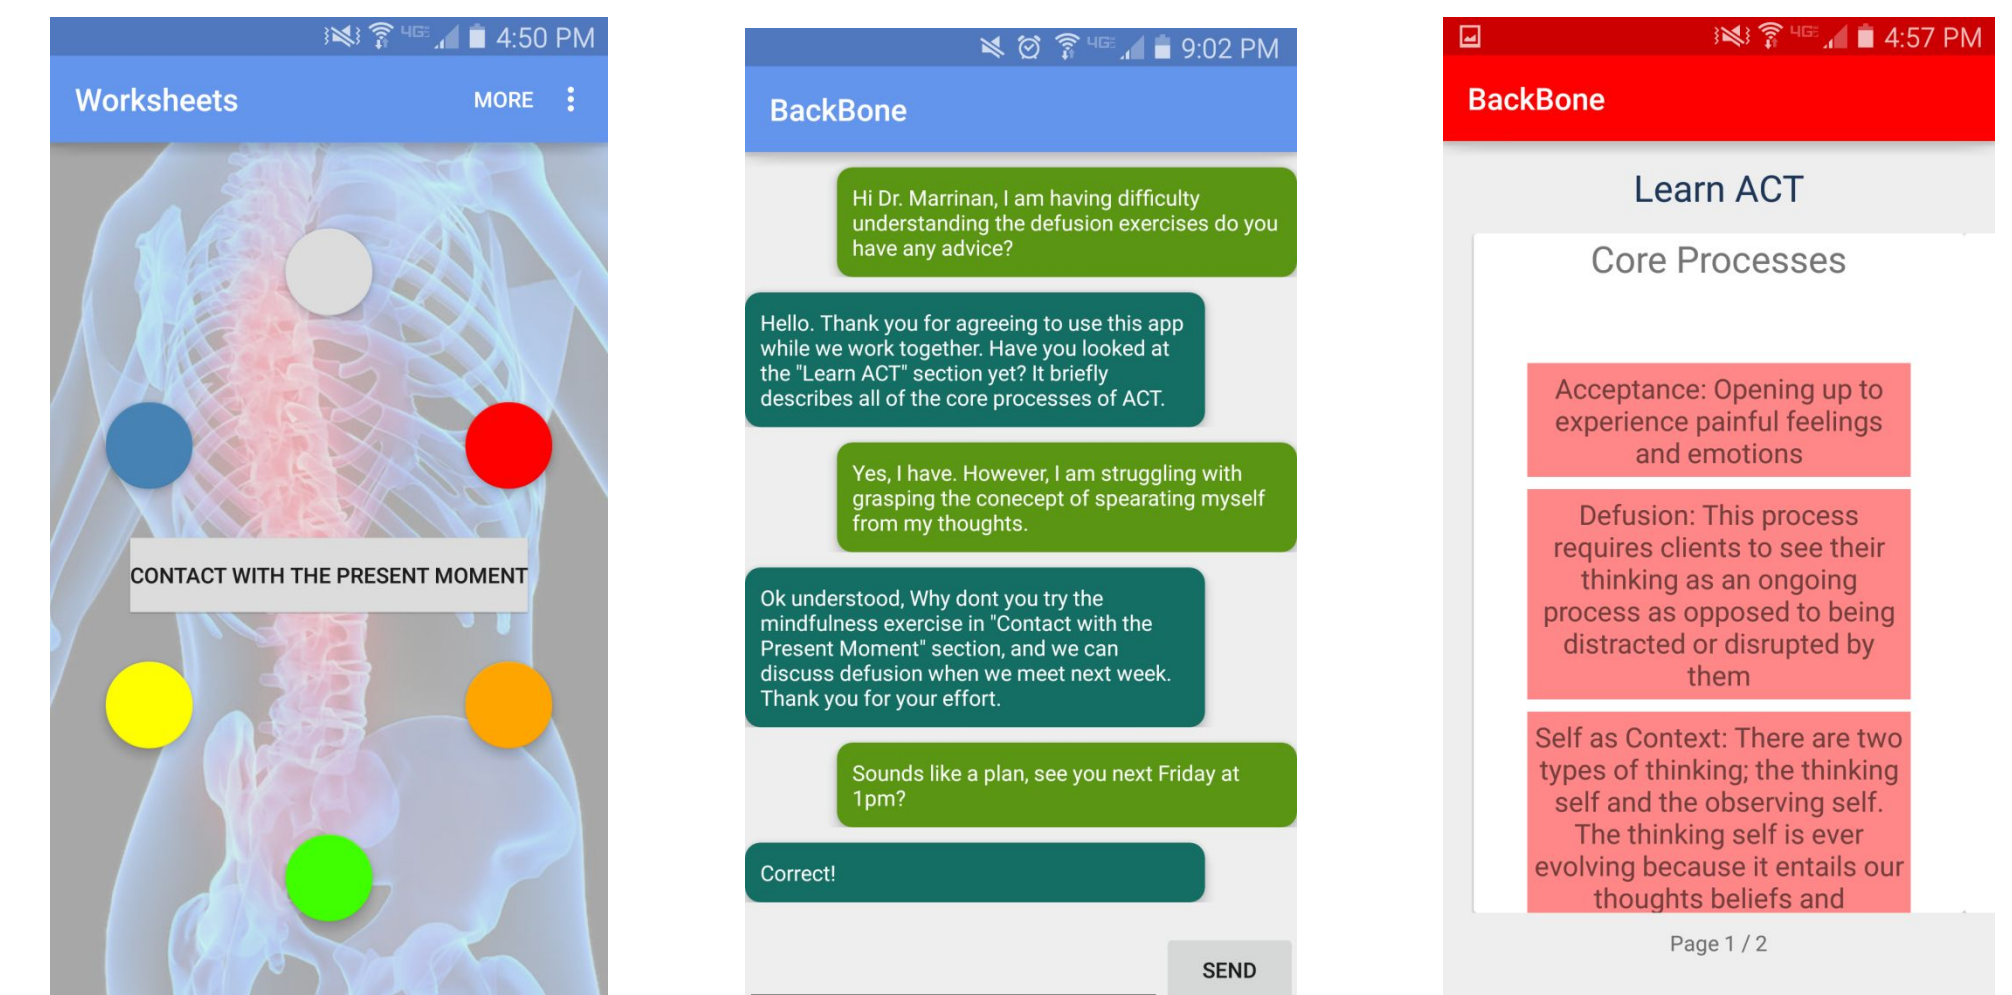 4G 4:50 PM
Worksheets MORE
CONTACT WITH THE PRESENT MOMENT
4G 9:02 PM
BackBone
Hi Dr. Marrinan, I am having difficulty
understanding the defusion exercises do you
have any advice?
Hello. Thank you for agreeing to use this app
while we work together. Have you looked at
the "Learn ACT" section yet? It briefly
describes all of the core processes of ACT.
Yes, I have. However, I am struggling with
grasping the conecept of spearating myself
from my thoughts.
Ok understood, Why dont you try the
mindfulness exercise in "Contact with the
Present Moment" section, and we can
discuss defusion when we meet next week.
Thank you for your effort.
Sounds like a plan, see you next Friday at
1pm?
Correct!
SEND
4G 4:57 PM
BackBone
Learn ACT
Core Processes
Acceptance: Opening up to
experience painful feelings
and emotions
Defusion: This process
requires clients to see their
thinking as an ongoing
process as opposed to being
distracted or disrupted by
them
Self as Context: There are two
types of thinking; the thinking
self and the observing self.
The thinking self is ever
evolving because it entails our
thoughts beliefs and
Page 1 / 2